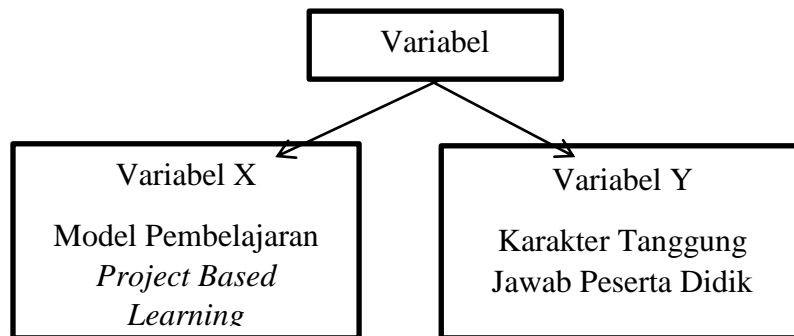 Variabel
Variabel X
Model Pembelajaran
Project Based
Learning
Variabel Y
Karakter Tanggung
Jawab Peserta Didik